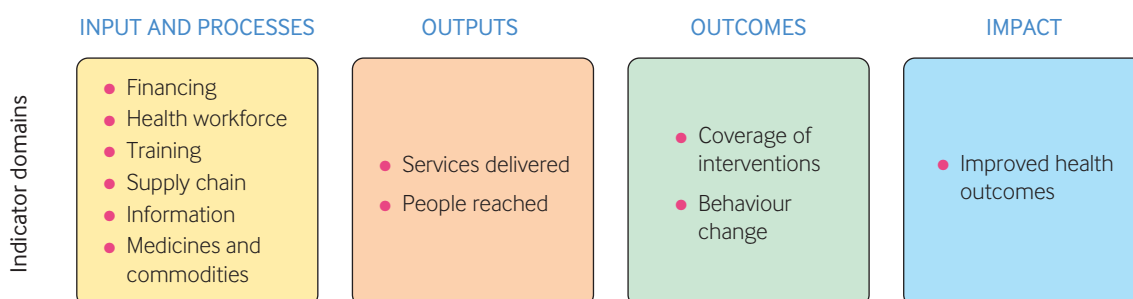 INPUT AND PROCESSES
OUTPUTS
OUTCOMES
IMPACT
Indicator domains
• Financing
• Health workforce
• Training
• Supply chain
• Information
• Medicines and
commodities
• Services delivered
• People reached
• Coverage of
interventions
• Behaviour
change
• Improved health
outcomes